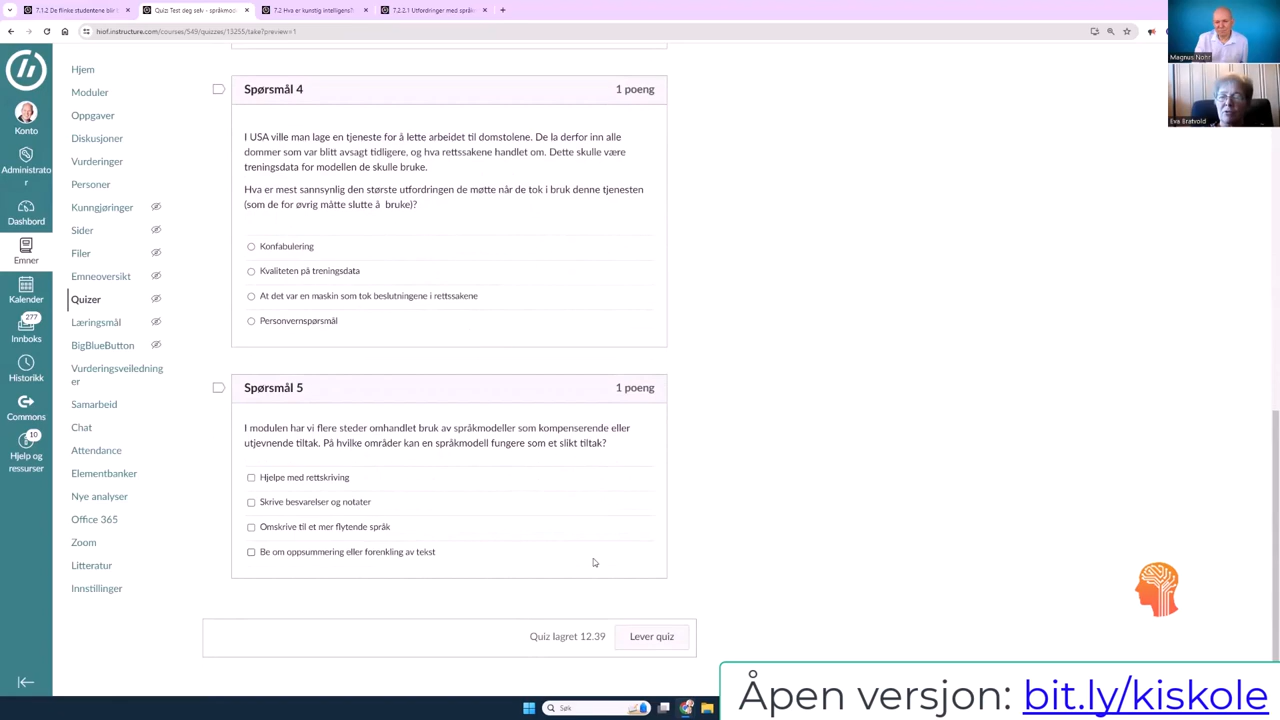 7.1.2 De flinke studentene blir
Quiz: Test deg selv - språkmod
7.2 Hva er kunstig intelligens?:
7.2.2.1 Utfordringer med språk
hiof.instructure.com/courses/549/quizzes/13255/take?preview=1
Magnus Nohr
Eva Bratvold
Konto
Administrato
r
Dashbord
Emner
Kalender
277
Innboks
Historikk
Commons
10
Hjelp og
ressurser
Hjem
Moduler
Oppgaver
Diskusjoner
Vurderinger
Personer
Kunngjøringer
Sider
Filer
Emneoversikt
Quizer
Læringsmål
BigBlueButton
Vurderingsveiledning
er
Samarbeid
Chat
Attendance
Elementbanker
Nye analyser
Office 365
Zoom
Litteratur
Innstillinger
Spørsmål 4 1 poeng
I USA ville man lage en tjeneste for å lette arbeidet til domstolene. De la derfor inn alle
dommer som var blitt avsagt tidligere, og hva rettssakene handlet om. Dette skulle være
treningsdata for modellen de skulle bruke.
Hva er mest sannsynlig den største utfordringen de møtte når de tok i bruk denne tjenesten
(som de for øvrig måtte slutte å bruke)?
Konfabulering
Kvaliteten på treningsdata
At det var en maskin som tok beslutningene i rettssakene
Personvernspørsmål
Spørsmål 5 1 poeng
I modulen har vi flere steder omhandlet bruk av språkmodeller som kompenserende eller
utjevnende tiltak. På hvilke områder kan en språkmodell fungere som et slikt tiltak?
Hjelpe med rettskriving
Skrive besvarelser og notater
Omskrive til et mer flytende språk
Be om oppsummering eller forenkling av tekst
Quiz lagret 12.39 Lever quiz
Søk
Åpen versjon: bit.ly/kiskole